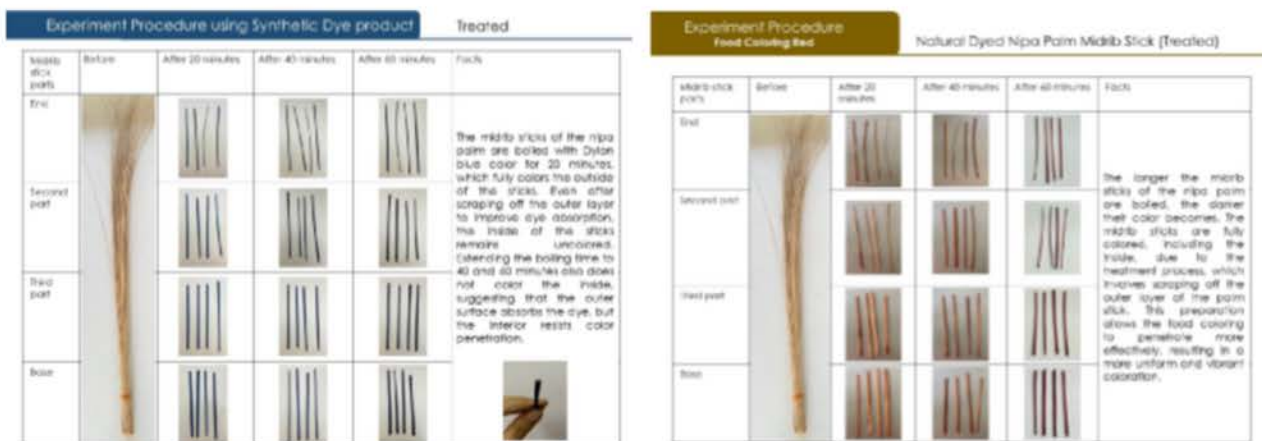 Experiment Procedure using Synthetic Dye product
Treated
Midrib stick parts
Before
After 20 minutes
After 40 minutes
After 60 minutes
Facts
End
Second part
Third part
Base
The midrib sticks of the nipa
palm are boiled with Dylon
blue color for 20 minutes,
which fully colors the outside
of the sticks. Even after
scraping off the outer layer
to improve dye absorption,
the inside of the sticks
remains uncolored.
Extending the boiling time to
40 and 60 minutes also does
not color the inside,
suggesting that the outer
surface absorbs the dye, but
the interior resists color
penetration.
Experiment Procedure
Food Coloring Red
Natural Dyed Nipa Palm Midrib Stick (Treated)
Midrib stick
parts
Before
After 20
minutes
After 40 minutes
After 60 minutes
Facts
End
Second part
Third part
Base
The longer the midrib
sticks of the nipa palm
are boiled, the darker
their color becomes. The
midrib sticks are fully
colored, including the
inside, due to the
treatment process, which
involves scraping off the
outer layer of the palm
stick. This preparation
allows the food coloring
to penetrate more
effectively, resulting in a
more uniform and vibrant
coloration.